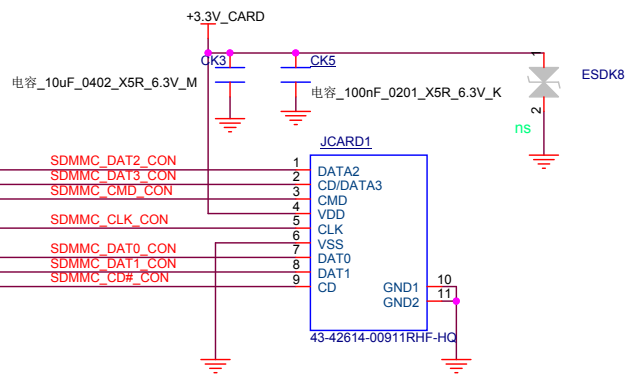 +3.3V_CARD
CK3
CK5
1
ESDK8
电容_10uF_0402_X5R_6.3V_M
电容_100nF_0201_X5R_6.3V_K
2
ns
JCARD1
SDMMC_DAT2_CON 1 DATA2
SDMMC_DAT3_CON 2 CD/DATA3
SDMMC_CMD_CON 3 CMD
4 VDD
SDMMC_CLK_CON 5 CLK
6 VSS
SDMMC_DAT0_CON 7 DAT0
SDMMC_DAT1_CON 8 DAT1
SDMMC_CD#_CON 9 CD
GND1 10
GND2 11
43-42614-00911RHF-HQ